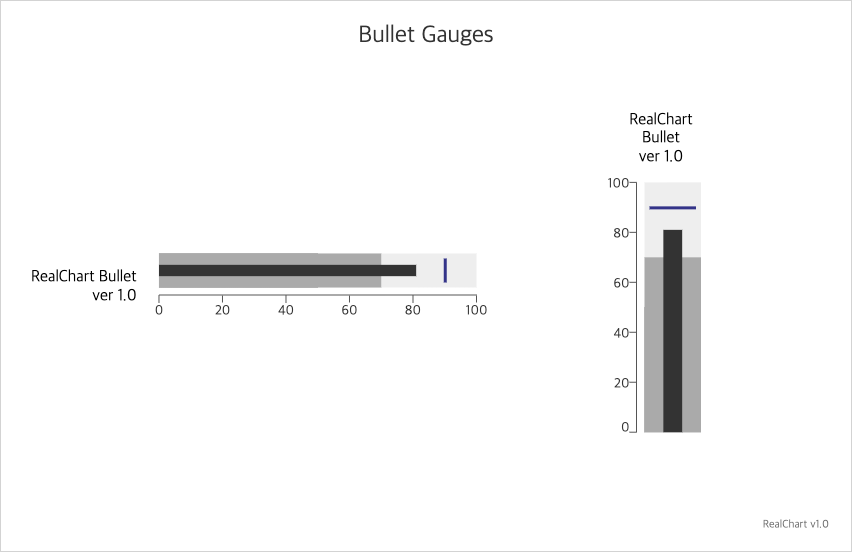 Bullet Gauges
RealChart Bullet
ver 1.0
0 20 40 60 80 100
RealChart
Bullet
ver 1.0
100
80
60
40
20
0
RealChart v1.0